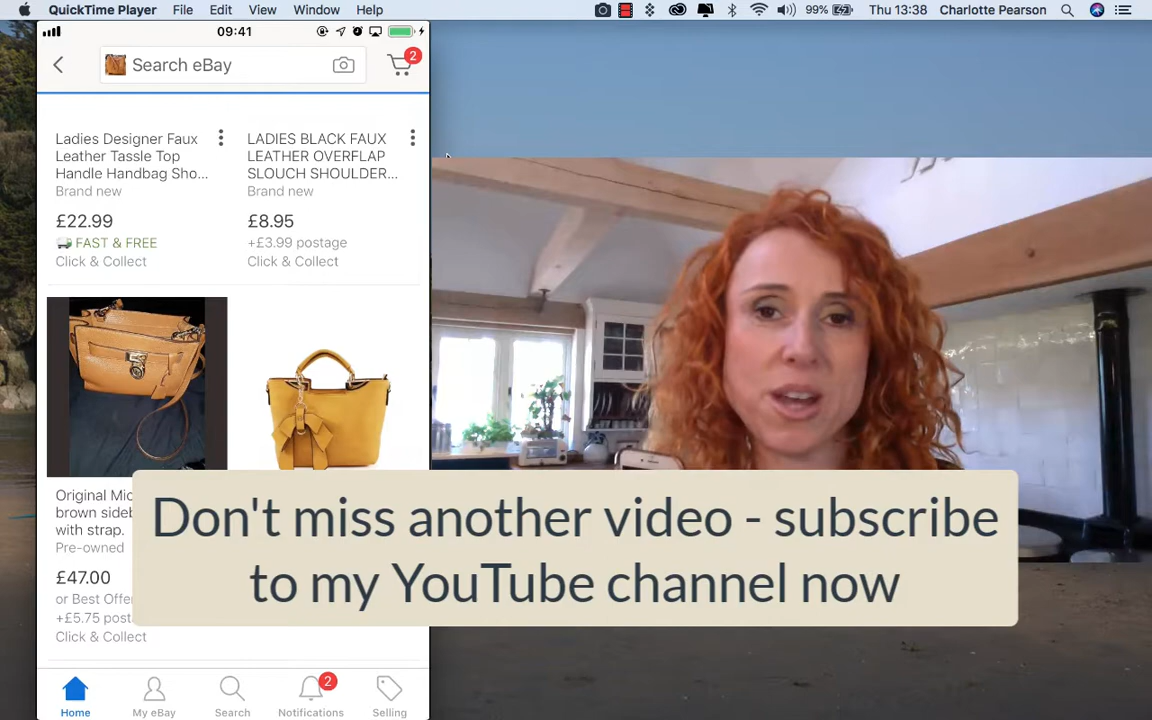 QuickTime Player File Edit View Window Help 99% Thu 13:38 Charlotte Pearson
09:41
Search eBay 2
Ladies Designer Faux
Leather Tassle Top
Handle Handbag Sho...
Brand new
£22.99
FAST & FREE
Click & Collect
LADIES BLACK FAUX
LEATHER OVERFLAP
SLOUCH SHOULDER...
Brand new
£8.95
+£3.99 postage
Click & Collect
Original Mic
brown sideb
with strap.
Pre-owned
£47.00
or Best Offe
+£5.75 post
Click & Collect
Don't miss another video - subscribe
to my YouTube channel now
2
Home My eBay Search Notifications Selling